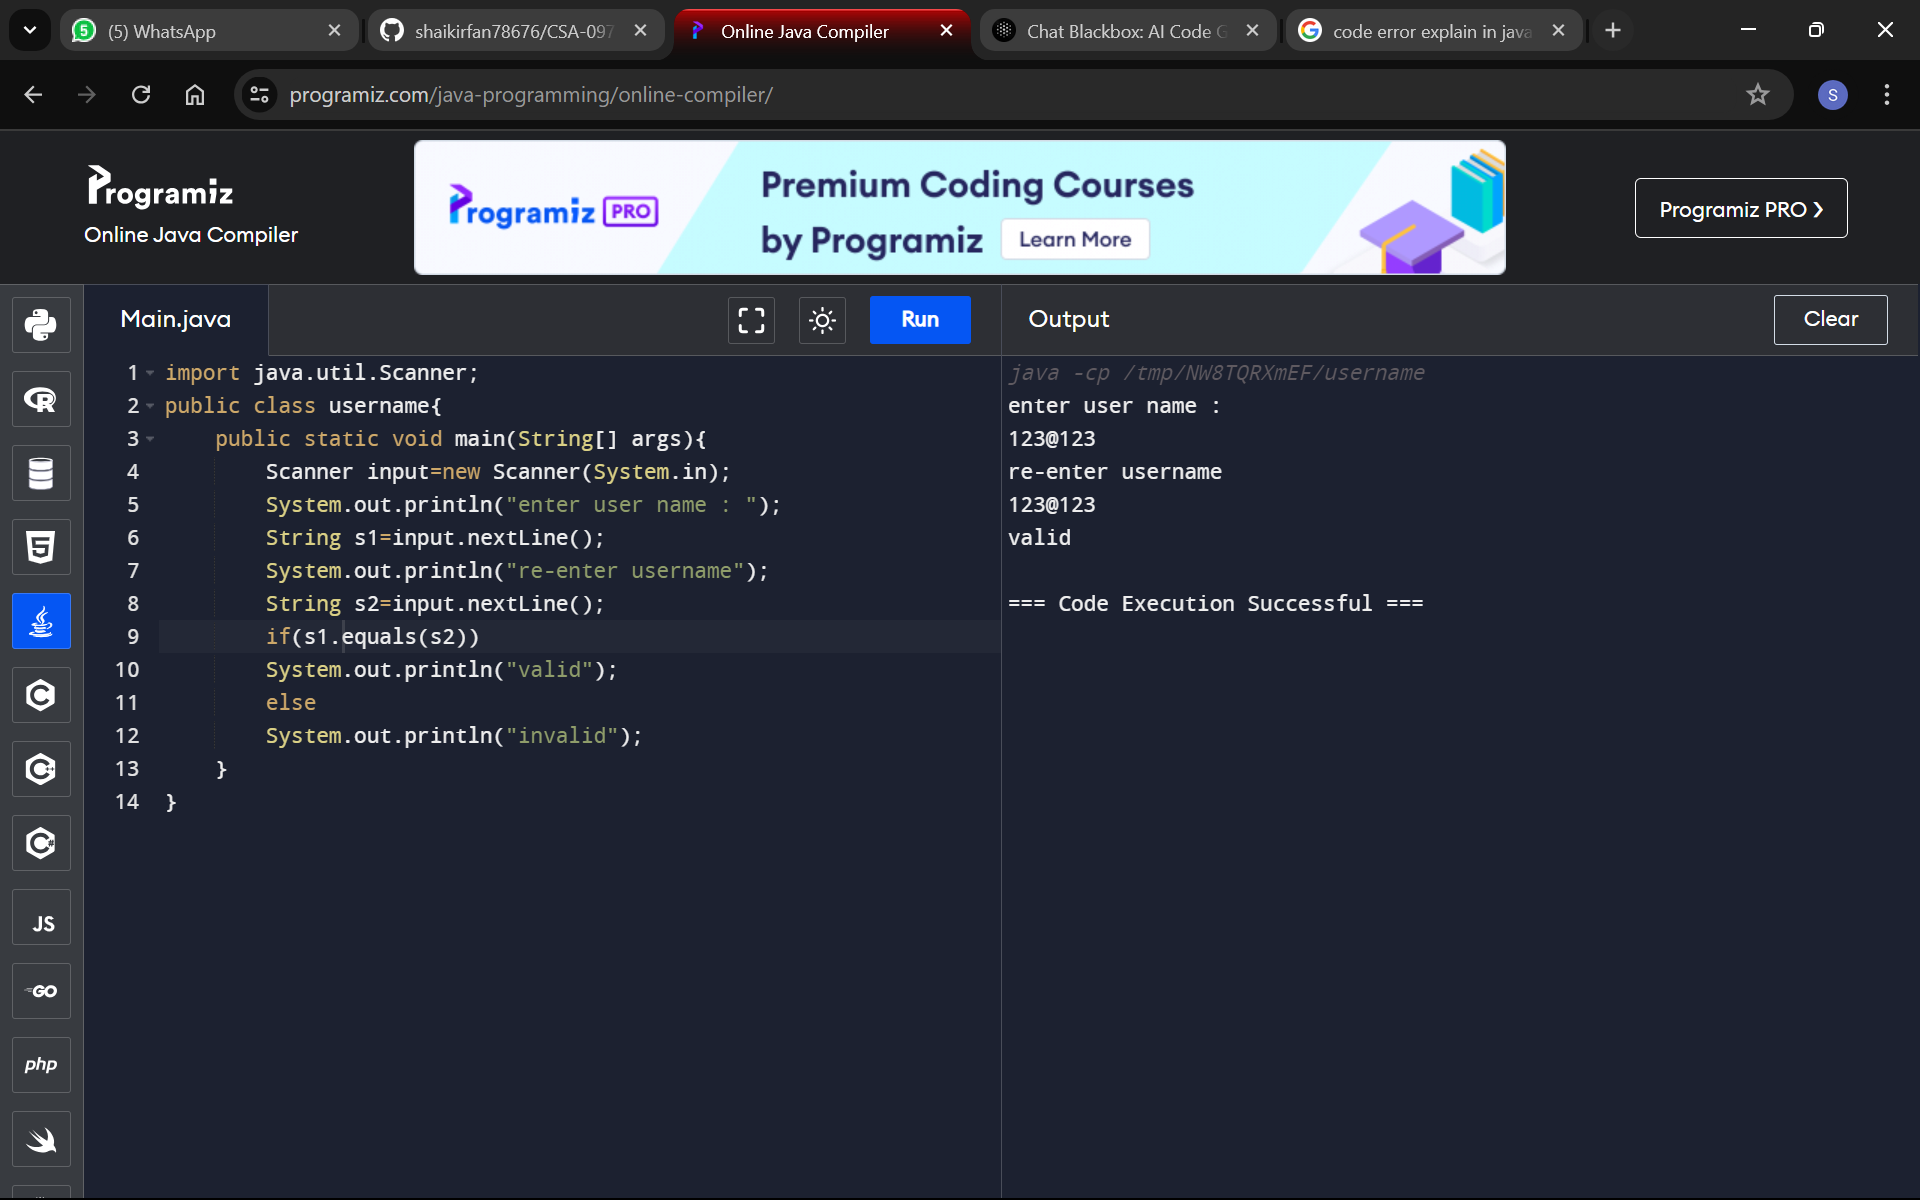 (5) WhatsApp
shaikirfan78676/CSA-097
Online Java Compiler
Chat Blackbox: AI Code G
code error explain in java
programiz.com/java-programming/online-compiler/
S
Programiz
Online Java Compiler
Programiz PRO
Premium Coding Courses
by Programiz
Learn More
Programiz PRO ❯
Main.java
Run
Output
Clear
1 import java.util.Scanner;
2 public class username{
3     public static void main(String[] args){
4         Scanner input=new Scanner(System.in);
5         System.out.println("enter user name : ");
6         String s1=input.nextLine();
7         System.out.println("re-enter username");
8         String s2=input.nextLine();
9         if(s1.equals(s2))
10         System.out.println("valid");
11         else
12         System.out.println("invalid");
13     }
14 }
java -cp /tmp/NW8TQRXmEF/username
enter user name :
123@123
re-enter username
123@123
valid
=== Code Execution Successful ===
JS
GO
php